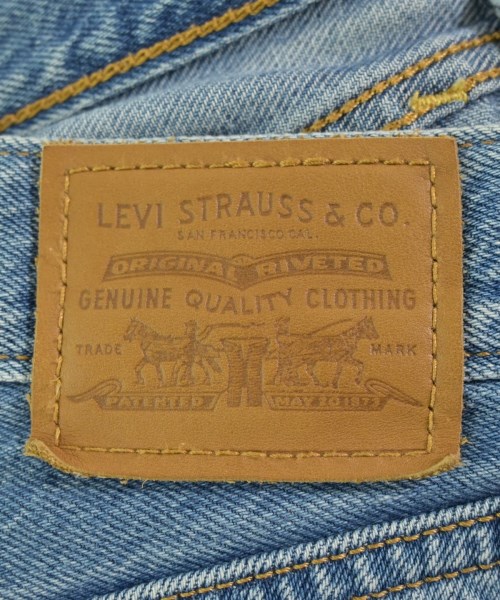 LEVI STRAUSS & CO.
SAN FRANCISCO, CAL.
ORIGINAL RIVETED
GENUINE QUALITY CLOTHING
TRADE MARK
PATENTED MAY 20 1873